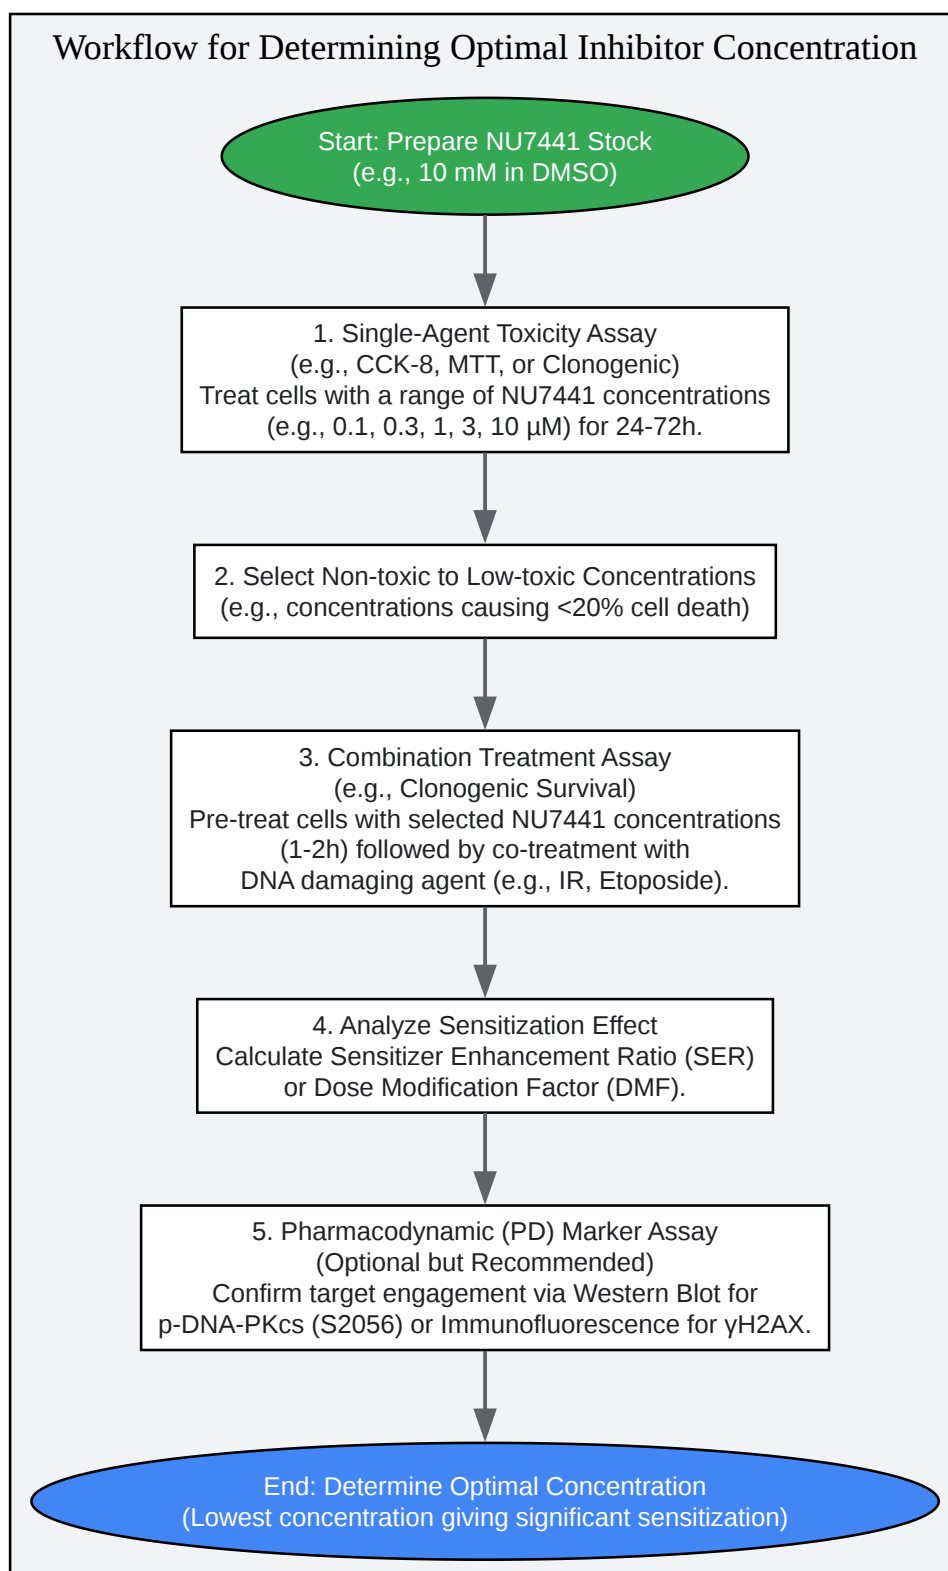 Workflow for Determining Optimal Inhibitor Concentration
Start: Prepare NU7441 Stock
(e.g., 10 mM in DMSO)
1. Single-Agent Toxicity Assay
(e.g., CCK-8, MTT, or Clonogenic)
Treat cells with a range of NU7441 concentrations
(e.g., 0.1, 0.3, 1, 3, 10 µM) for 24-72h.
2. Select Non-toxic to Low-toxic Concentrations
(e.g., concentrations causing <20% cell death)
3. Combination Treatment Assay
(e.g., Clonogenic Survival)
Pre-treat cells with selected NU7441 concentrations
(1-2h) followed by co-treatment with
DNA damaging agent (e.g., IR, Etoposide).
4. Analyze Sensitization Effect
Calculate Sensitizer Enhancement Ratio (SER)
or Dose Modification Factor (DMF).
5. Pharmacodynamic (PD) Marker Assay
(Optional but Recommended)
Confirm target engagement via Western Blot for
p-DNA-PKcs (S2056) or Immunofluorescence for γH2AX.
End: Determine Optimal Concentration
(Lowest concentration giving significant sensitization)